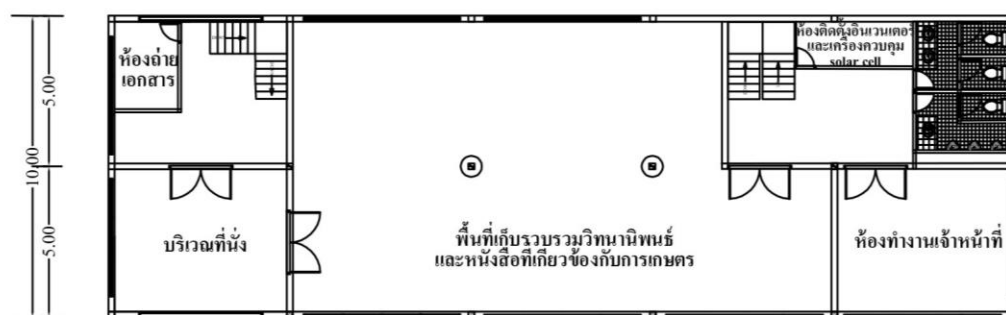 ห้องถ่าย
เอกสาร
ห้องติดตั้งอินเวนเตอร์
และเครื่องควบคุม
solar cell
5.00
10.00
5.00
บริเวณที่นั่ง
พื้นที่เก็บรวบรวมวิทนานิพนธ์
และหนังสือที่เกี่ยวข้องกับการเกษตร
ห้องทำงานเจ้าหน้าที่